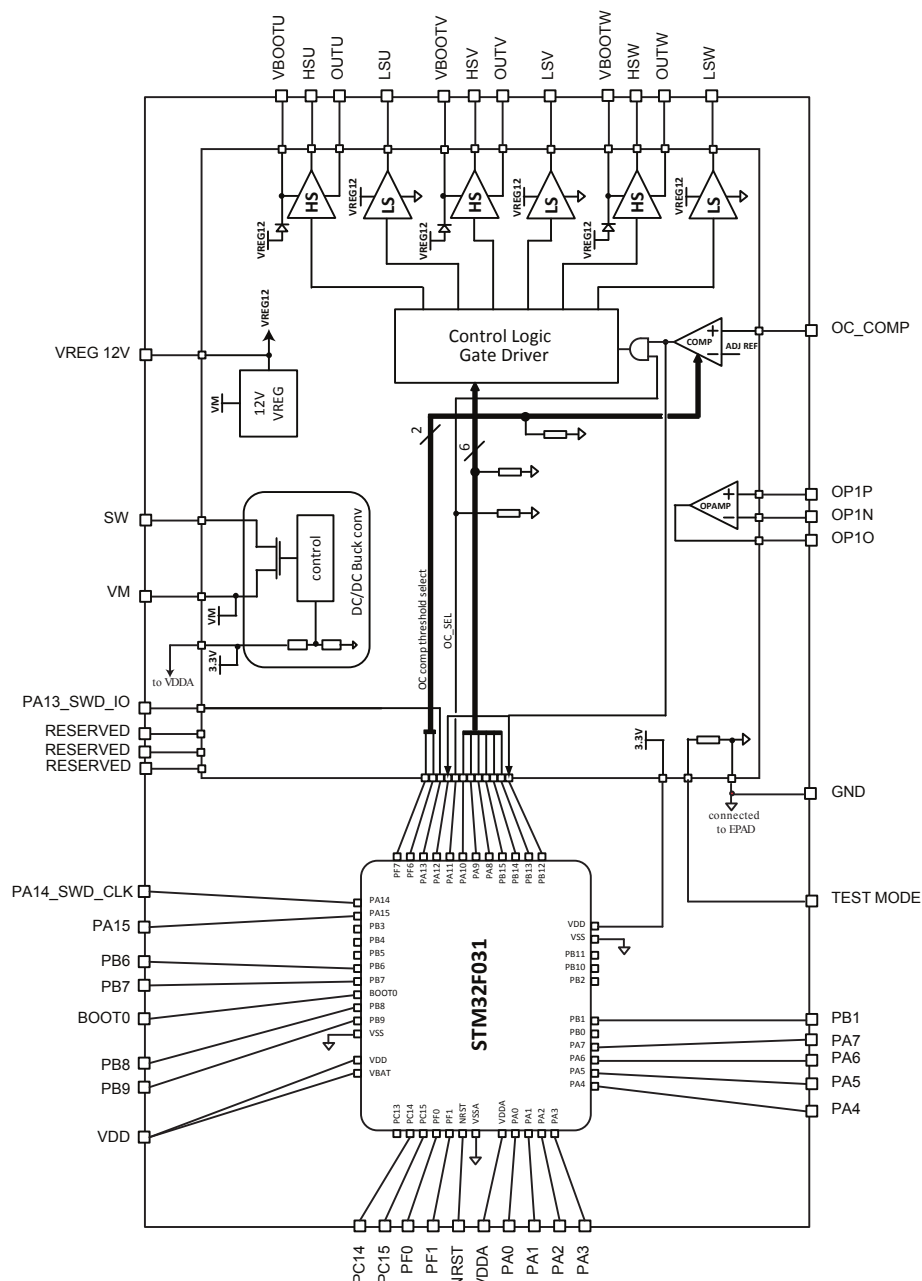 VBOOTU
HSU
OUTU
LSU
VBOOTV
HSV
OUTV
LSV
VBOOTW
HSW
OUTW
LSW
VREG12
HS
VREG12
LS
VREG12
HS
VREG12
LS
VREG12
HS
VREG12
LS
VREG 12V
VREG12
VM
12V
VREG
Control Logic
Gate Driver
COMP
ADJ REF
OC_COMP
2
6
OPAMP
OP1P
OP1N
OP1O
SW
VM
VM
control
DC/DC Buck conv
3.3V
to VDDA
OC comp threshold select
OC_SEL
PA13_SWD_IO
RESERVED
RESERVED
RESERVED
3.3V
GND
connected
to EPAD
TEST MODE
PF7
PF6
PA13
PA12
PA11
PA10
PA9
PA8
PB15
PB14
PB13
PB12
PA14_SWD_CLK
PA15
PB6
PB7
BOOT0
PB8
PB9
VDD
PA14
PA15
PB3
PB4
PB5
PB6
PB7
BOOT0
PB8
PB9
VSS
VDD
VBAT
STM32F031
VDD
VSS
PB11
PB10
PB2
PB1
PB0
PA7
PA6
PA5
PA4
PB1
PA7
PA6
PA5
PA4
PC13
PC14
PC15
PF0
PF1
NRST
VSSA
VDDA
PA0
PA1
PA2
PA3
PC14
PC15
PF0
PF1
NRST
VDDA
PA0
PA1
PA2
PA3